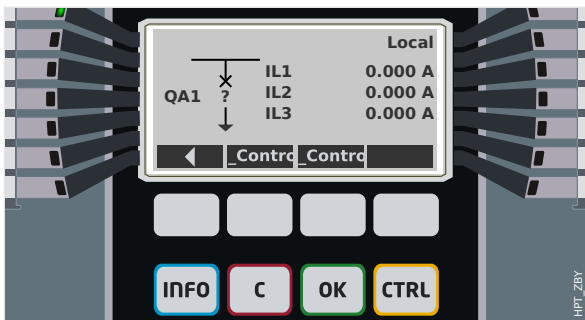 Local
IL1 0.000 A
QA1 ? IL2 0.000 A
IL3 0.000 A
_Contro _Contro
INFO C OK CTRL
HPT_ZBY